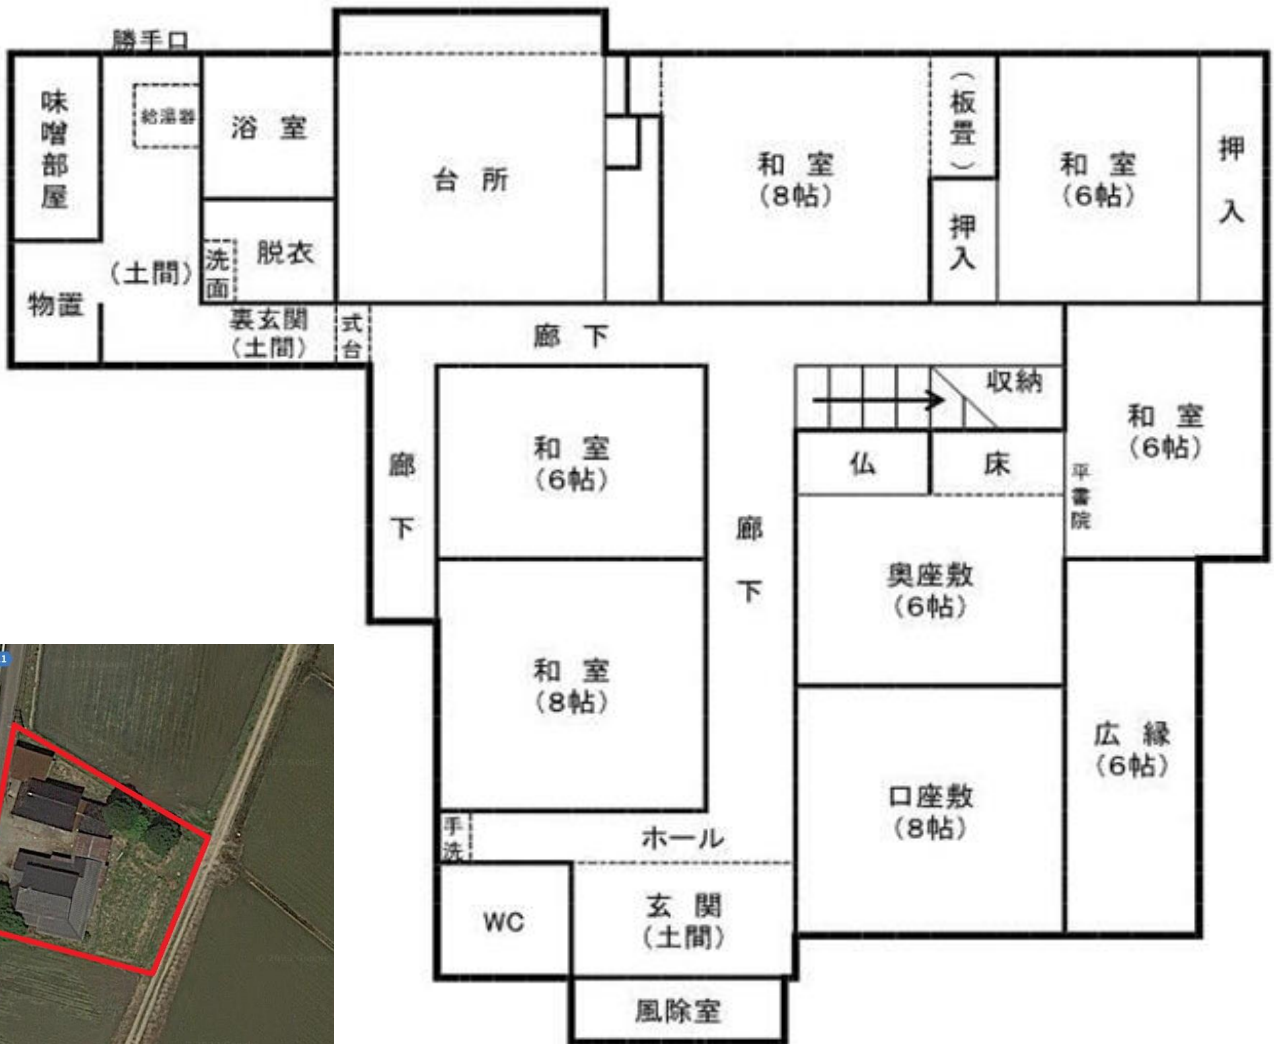 勝手口
味噌部屋
給湯器
浴室
台所
和室
(8帖)
(板畳)
押入
和室
(6帖)
押入
物置
(土間)
洗面
脱衣
裏玄関
(土間)
式台
廊下
収納
和室
(6帖)
和室
(6帖)
廊下
廊下
仏
床
平書院
奥座敷
(6帖)
和室
(8帖)
口座敷
(8帖)
広縁
(6帖)
手洗
ホール
WC
玄関
(土間)
風除室